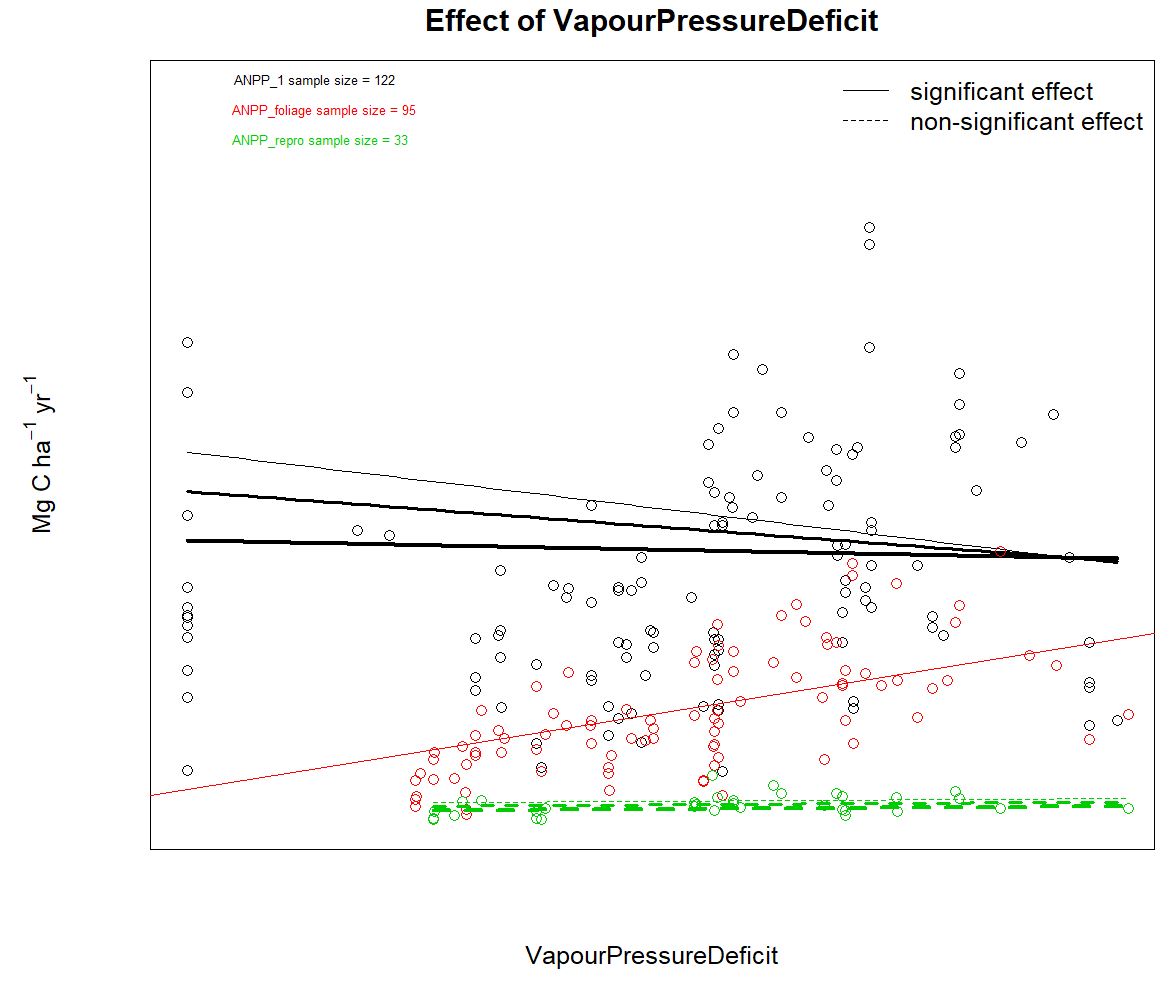 Effect of VapourPressureDeficit
ANPP_1 sample size = 122
ANPP_foliage sample size = 95
ANPP_repro sample size = 33
significant effect
non-significant effect
Mg C ha⁻¹ yr⁻¹
VapourPressureDeficit